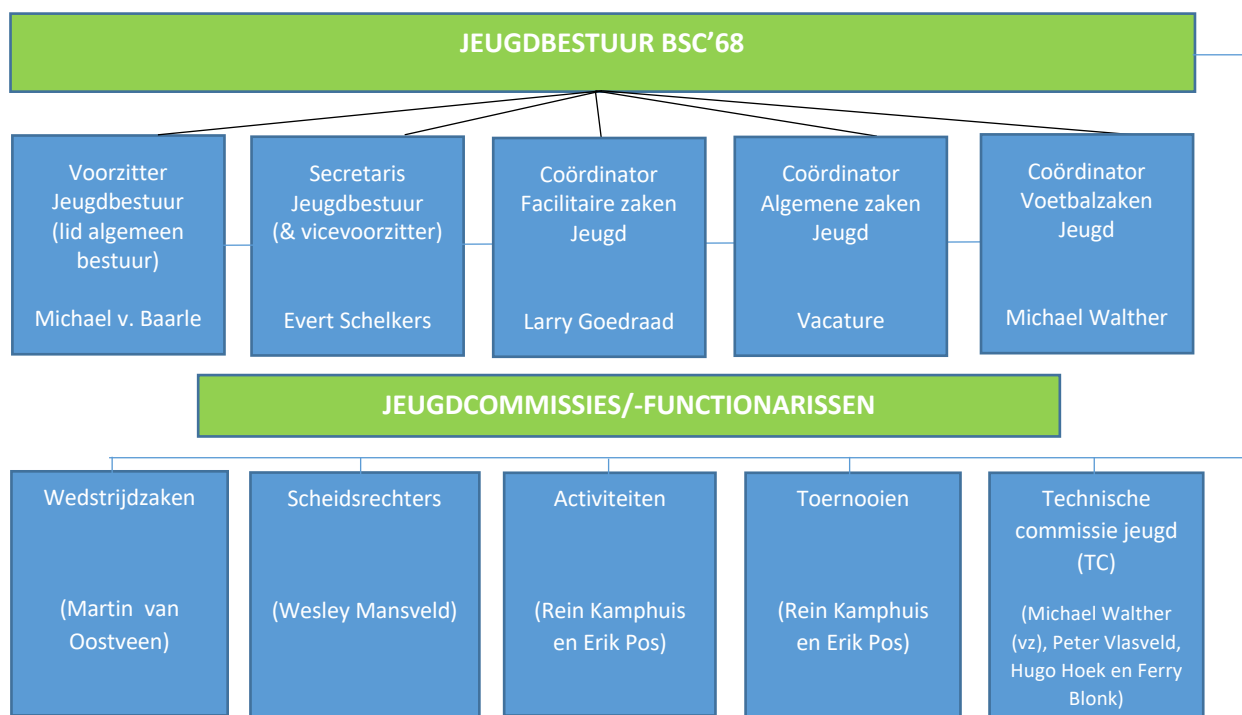 JEUGDBESTUUR BSC’68
Voorzitter
Jeugdbestuur
(lid algemeen
bestuur)
Michael v. Baarle
Secretaris
Jeugdbestuur
(& vicevoorzitter)
Evert Schelkers
Coördinator
Facilitaire zaken
Jeugd
Larry Goedraad
Coördinator
Algemene zaken
Jeugd
Vacature
Coördinator
Voetbalzaken
Jeugd
Michael Walther
JEUGDCOMMISSIES/-FUNCTIONARISSEN
Wedstrijdzaken
(Martin van
Oostveen)
Scheidsrechters
(Wesley Mansveld)
Activiteiten
(Rein Kamphuis
en Erik Pos)
Toernooien
(Rein Kamphuis
en Erik Pos)
Technische
commissie jeugd
(TC)
(Michael Walther
(vz), Peter Vlasveld,
Hugo Hoek en Ferry
Blonk)